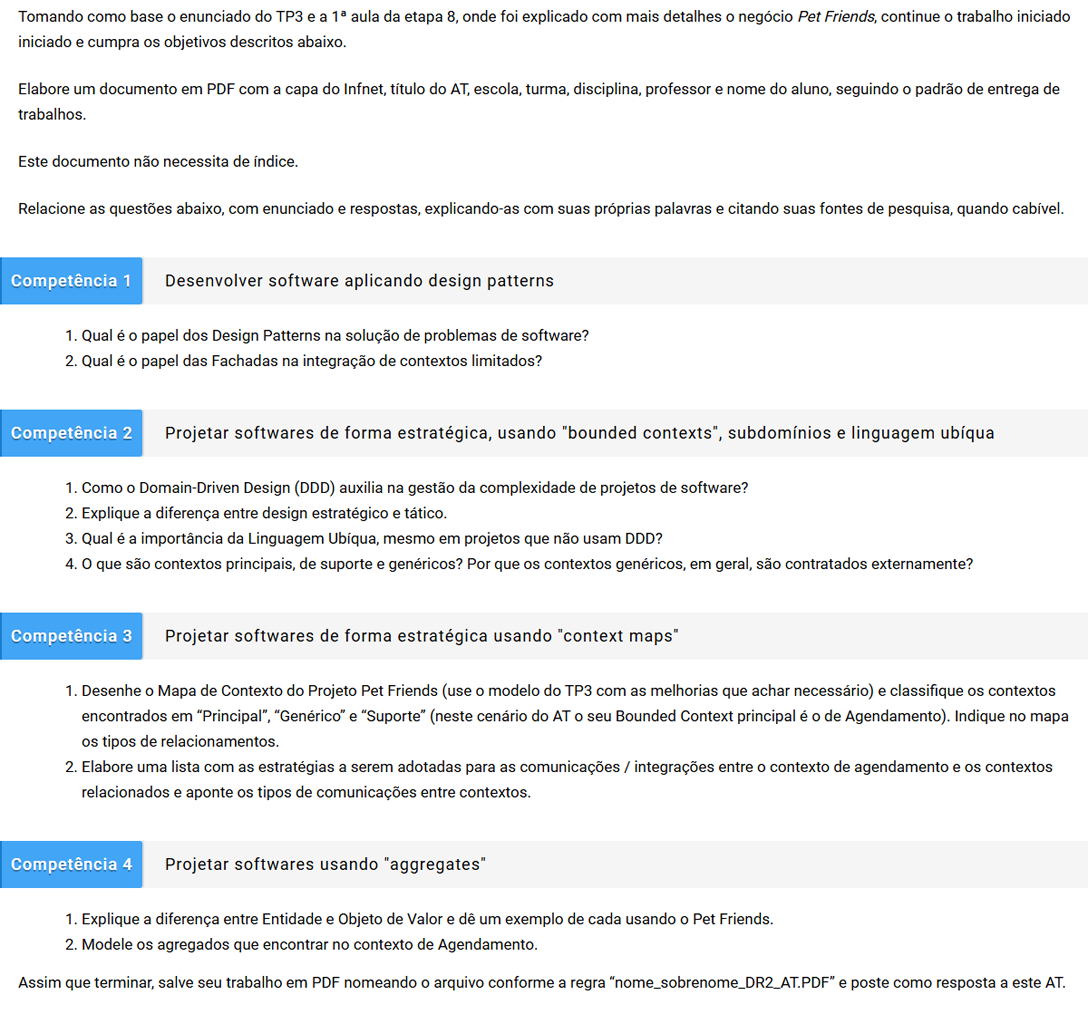 Tomando como base o enunciado do TP3 e a 1ª aula da etapa 8, onde foi explicado com mais detalhes o negócio Pet Friends, continue o trabalho iniciado
iniciado e cumpra os objetivos descritos abaixo.
Elabore um documento em PDF com a capa do Infnet, título do AT, escola, turma, disciplina, professor e nome do aluno, seguindo o padrão de entrega de
trabalhos.
Este documento não necessita de índice.
Relacione as questões abaixo, com enunciado e respostas, explicando-as com suas próprias palavras e citando suas fontes de pesquisa, quando cabível.
Competência 1 Desenvolver software aplicando design patterns
1. Qual é o papel dos Design Patterns na solução de problemas de software?
2. Qual é o papel das Fachadas na integração de contextos limitados?
Competência 2 Projetar softwares de forma estratégica, usando "bounded contexts", subdomínios e linguagem ubíqua
1. Como o Domain-Driven Design (DDD) auxilia na gestão da complexidade de projetos de software?
2. Explique a diferença entre design estratégico e tático.
3. Qual é a importância da Linguagem Ubíqua, mesmo em projetos que não usam DDD?
4. O que são contextos principais, de suporte e genéricos? Por que os contextos genéricos, em geral, são contratados externamente?
Competência 3 Projetar softwares de forma estratégica usando "context maps"
1. Desenhe o Mapa de Contexto do Projeto Pet Friends (use o modelo do TP3 com as melhorias que achar necessário) e classifique os contextos
encontrados em “Principal”, “Genérico” e “Suporte” (neste cenário do AT o seu Bounded Context principal é o de Agendamento). Indique no mapa
os tipos de relacionamentos.
2. Elabore uma lista com as estratégias a serem adotadas para as comunicações / integrações entre o contexto de agendamento e os contextos
relacionados e aponte os tipos de comunicações entre contextos.
Competência 4 Projetar softwares usando "aggregates"
1. Explique a diferença entre Entidade e Objeto de Valor e dê um exemplo de cada usando o Pet Friends.
2. Modele os agregados que encontrar no contexto de Agendamento.
Assim que terminar, salve seu trabalho em PDF nomeando o arquivo conforme a regra “nome_sobrenome_DR2_AT.PDF” e poste como resposta a este AT.